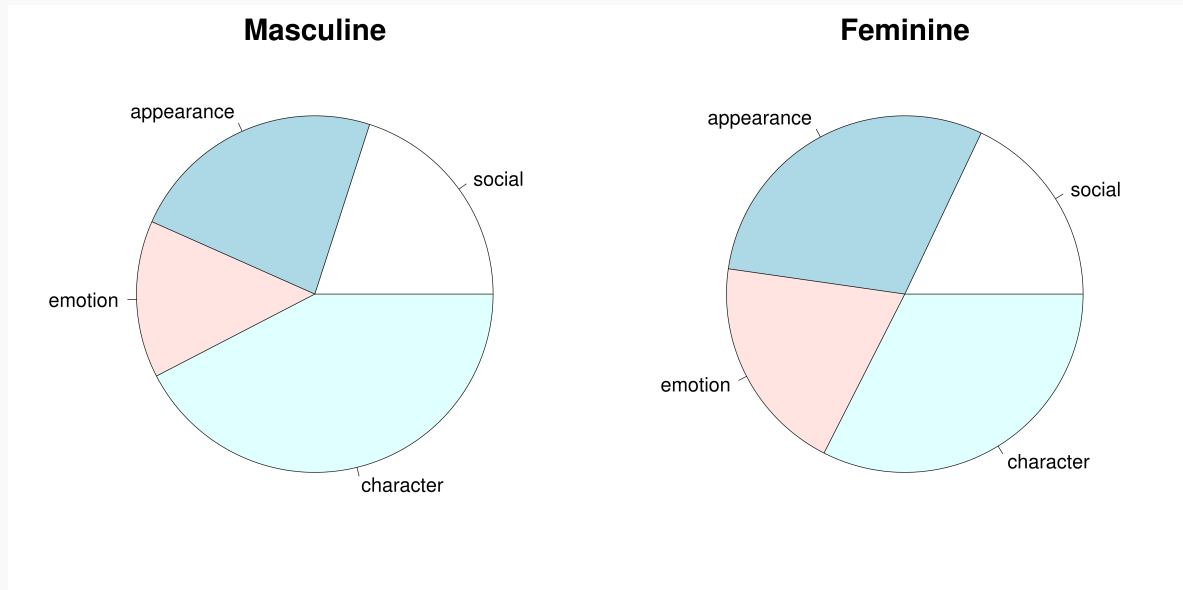 Masculine
appearance
social
emotion
character
Feminine
appearance
social
emotion
character